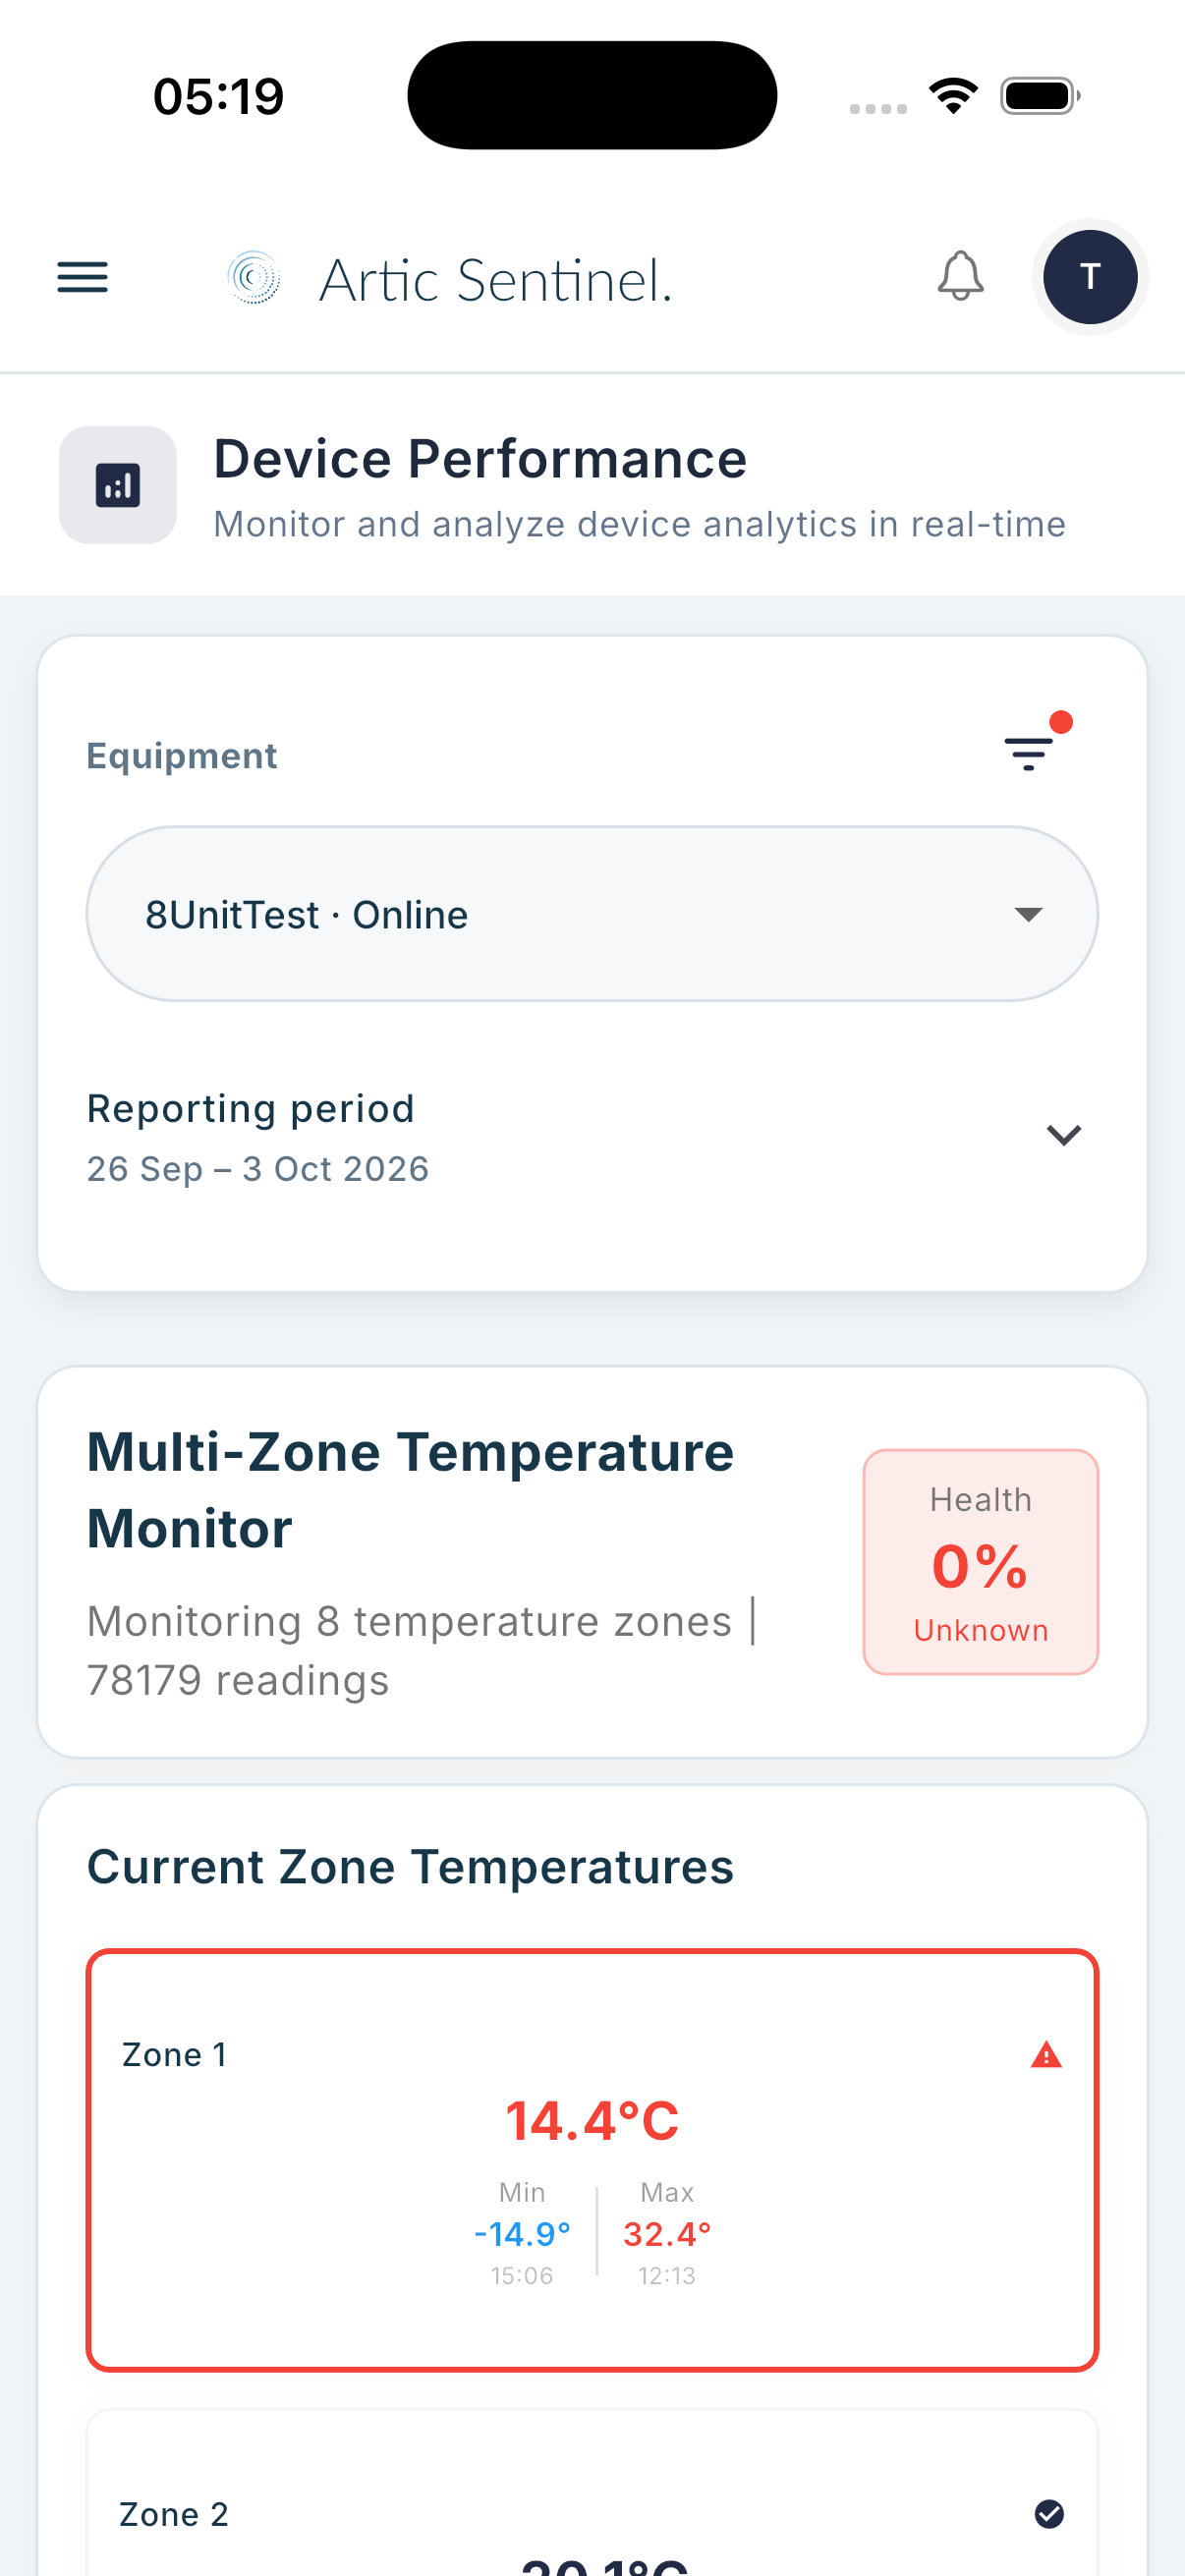 05:19
Artic Sentinel.
T
Device Performance
Monitor and analyze device analytics in real-time
Equipment
8UnitTest · Online
Reporting period
26 Sep – 3 Oct 2026
Multi-Zone Temperature
Monitor
Monitoring 8 temperature zones |
78179 readings
Health
0%
Unknown
Current Zone Temperatures
Zone 1
14.4°C
Min
Max
-14.9°
32.4°
15:06
12:13
Zone 2